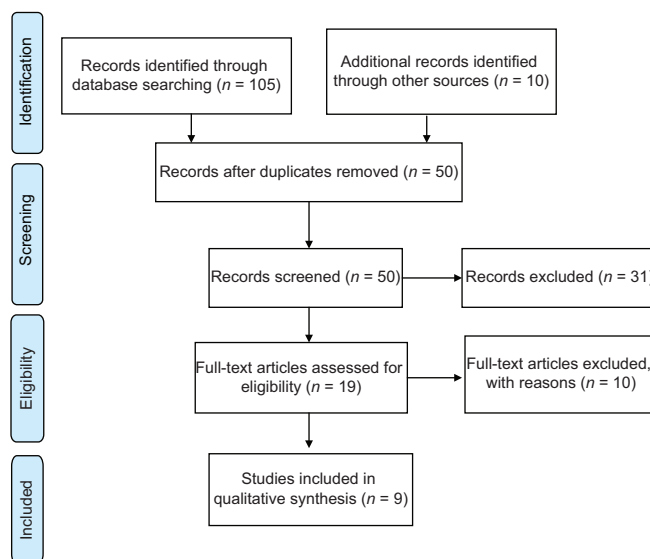 Identification
Records identified through
database searching (n = 105)
Additional records identified
through other sources (n = 10)
Records after duplicates removed (n = 50)
Screening
Records screened (n = 50)
Records excluded (n = 31)
Eligibility
Full-text articles assessed for
eligibility (n = 19)
Full-text articles excluded,
with reasons (n = 10)
Included
Studies included in
qualitative synthesis (n = 9)